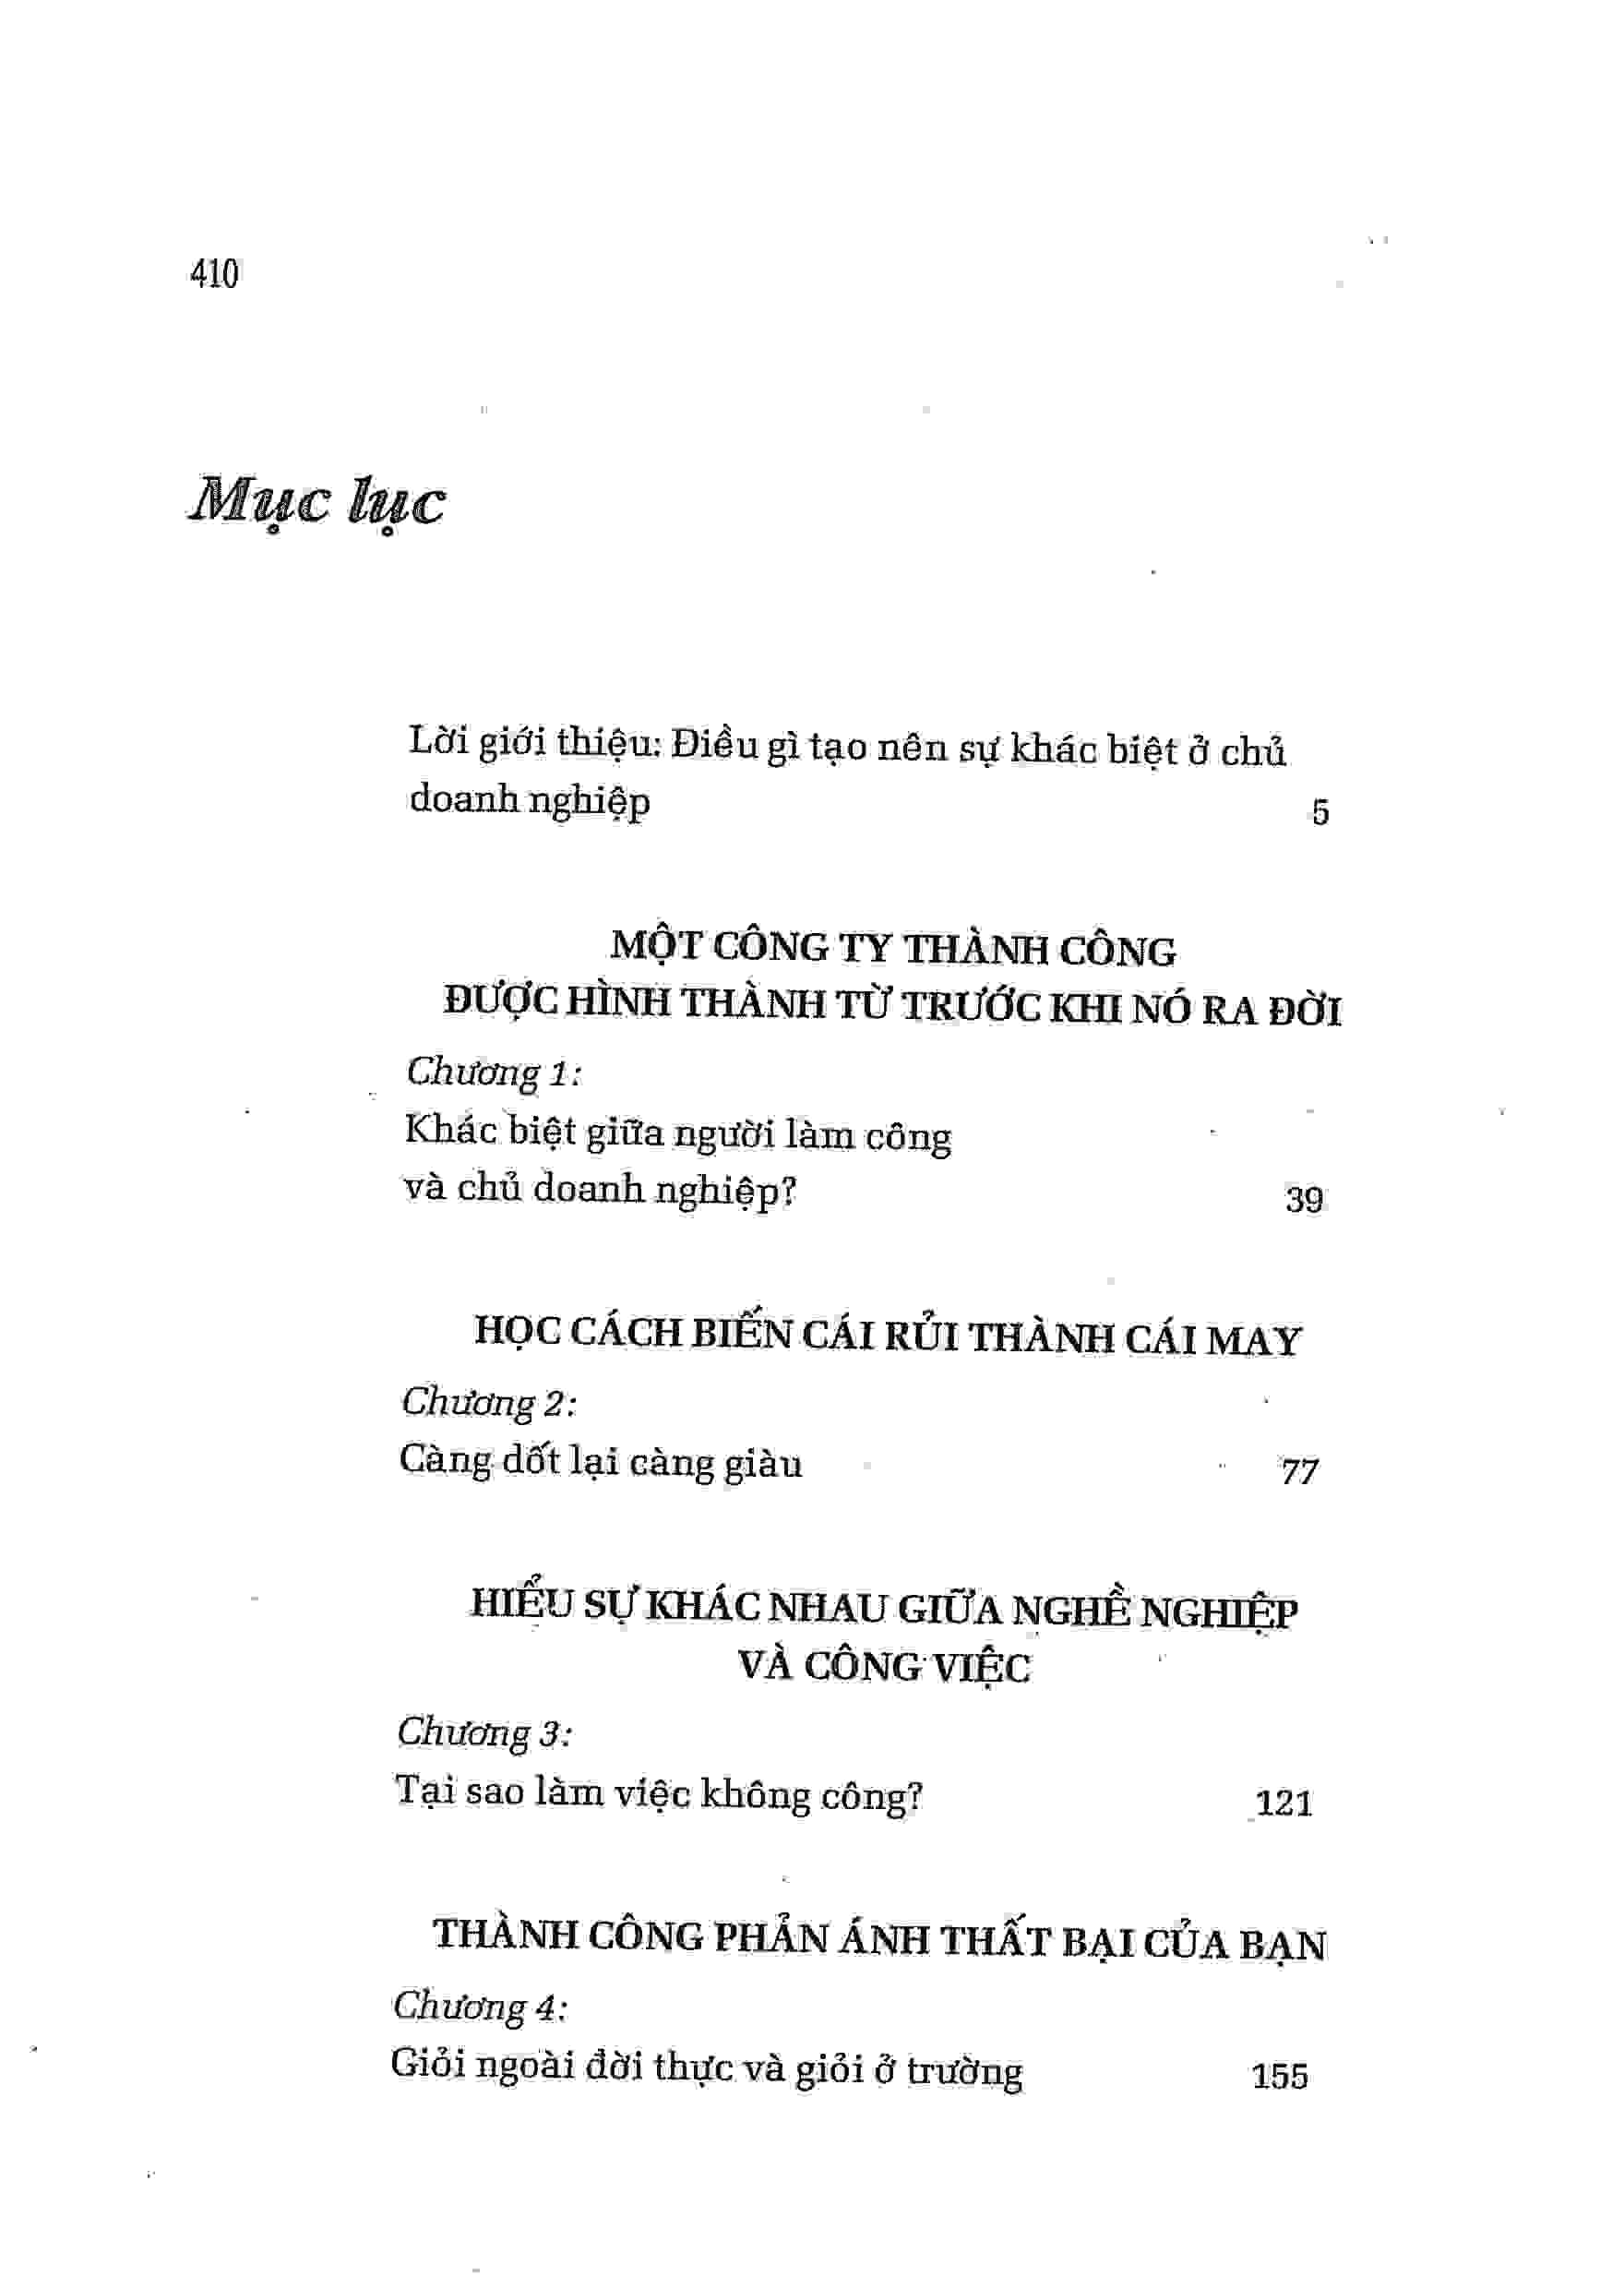 410
Mục lục
Lời giới thiệu: Điều gì tạo nên sự khác biệt ở chủ
doanh nghiệp 5
MỘT CÔNG TY THÀNH CÔNG
ĐƯỢC HÌNH THÀNH TỪ TRƯỚC KHI NÓ RA ĐỜI
Chương 1:
Khác biệt giữa người làm công
và chủ doanh nghiệp? 39
HỌC CÁCH BIẾN CÁI RỦI THÀNH CÁI MAY
Chương 2:
Càng dốt lại càng giàu 77
HIỂU SỰ KHÁC NHAU GIỮA NGHỀ NGHIỆP
VÀ CÔNG VIỆC
Chương 3:
Tại sao làm việc không công? 121
THÀNH CÔNG PHẢN ÁNH THẤT BẠI CỦA BẠN
Chương 4:
Giỏi ngoài đời thực và giỏi ở trường 155